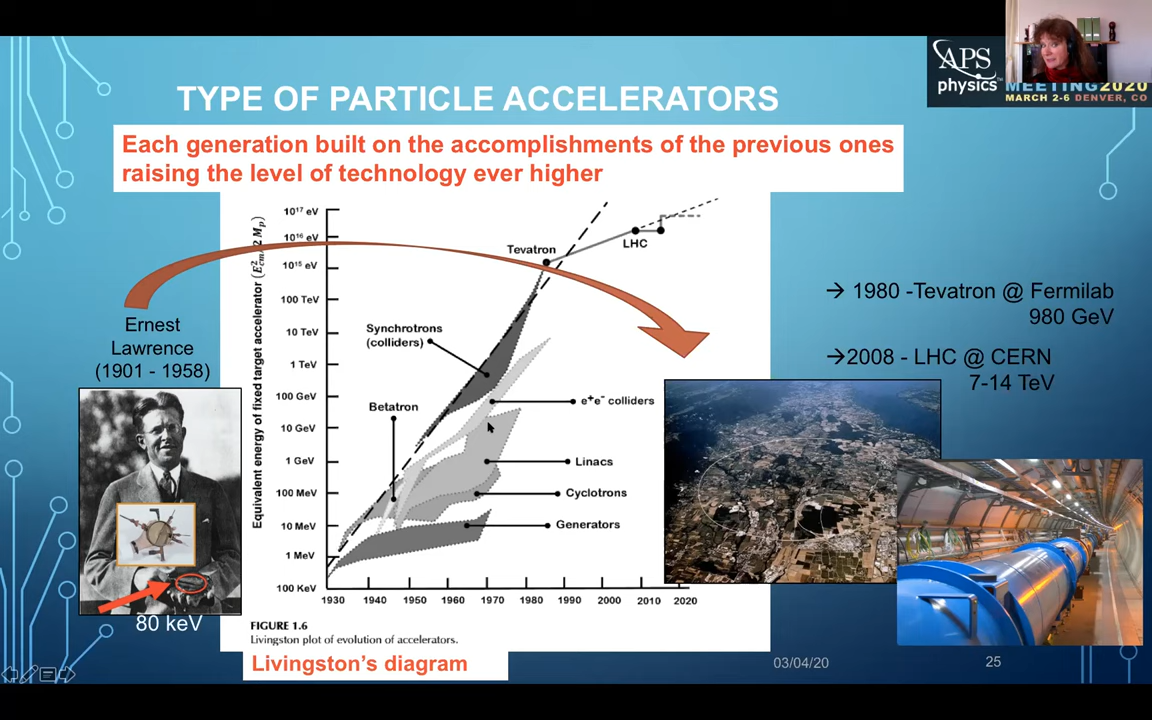 APS
physics™
MEETING2020
MARCH 2-6 DENVER, CO
TYPE OF PARTICLE ACCELERATORS
Each generation built on the accomplishments of the previous ones
raising the level of technology ever higher
Ernest
Lawrence
(1901 - 1958)
80 keV
Equivalent energy of fixed target accelerator
10¹⁷ eV
10¹⁶ eV
10¹⁵ eV
100 TeV
10 TeV
1 TeV
100 GeV
10 GeV
1 GeV
100 MeV
10 MeV
1 MeV
100 KeV
1930
1940
1950
1960
1970
1980
1990
2000
2010
2020
Tevatron
LHC
Synchrotrons
(colliders)
Betatron
e⁺e⁻ colliders
Linacs
Cyclotrons
Generators
FIGURE 1.6
Livingston plot of evolution of accelerators.
Livingston's diagram
→ 1980 -Tevatron @ Fermilab
980 GeV
→2008 - LHC @ CERN
7-14 TeV
03/04/20
25